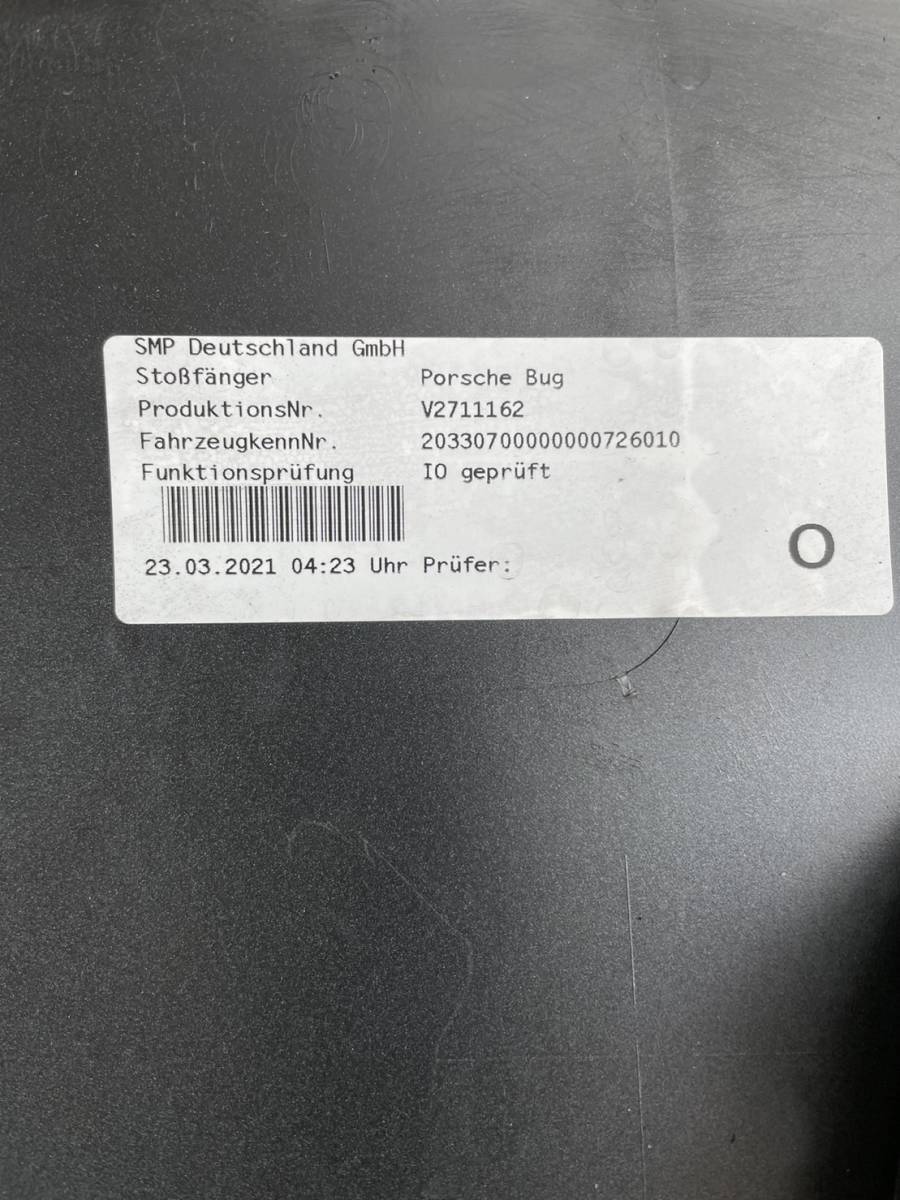 SMP Deutschland GmbH
Stoßfänger Porsche Bug
ProduktionsNr. V2711162
FahrzeugkennNr. 20330700000000726010
Funktionsprüfung IO geprüft
23.03.2021 04:23 Uhr Prüfer:
O